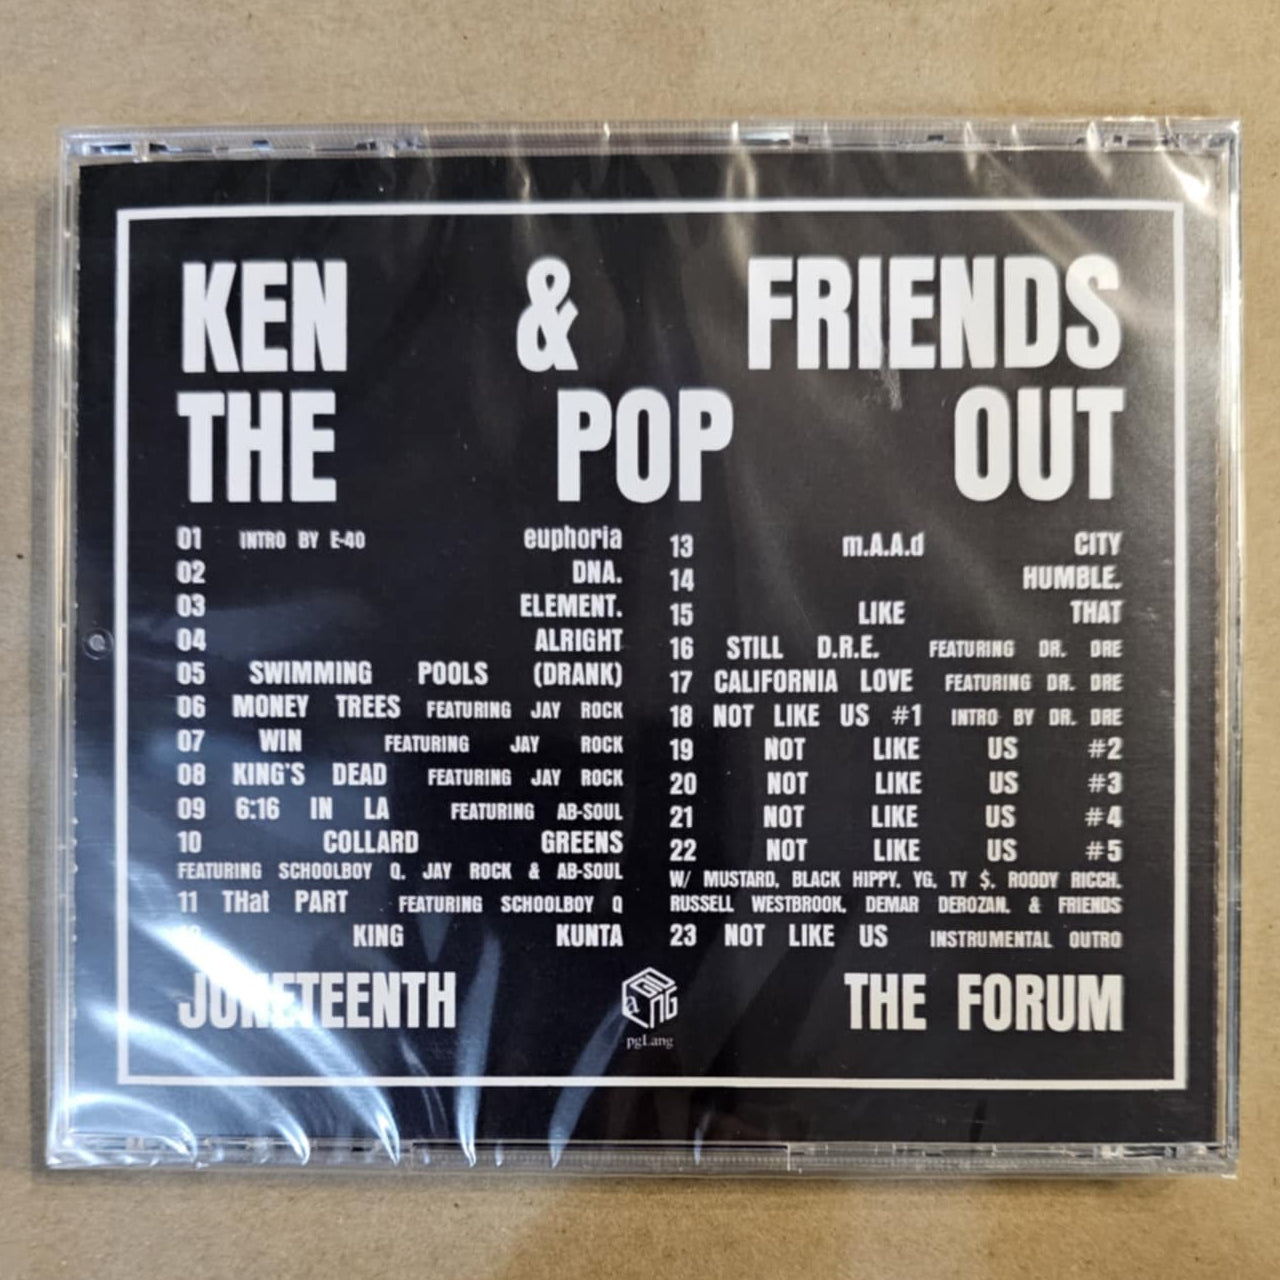 KEN & FRIENDS
THE POP OUT
01 INTRO BY E-40 euphoria
02 DNA.
03 ELEMENT.
04 ALRIGHT
05 SWIMMING POOLS (DRANK)
06 MONEY TREES FEATURING JAY ROCK
07 WIN FEATURING JAY ROCK
08 KING'S DEAD FEATURING JAY ROCK
09 6:16 IN LA FEATURING AB-SOUL
10 COLLARD GREENS
FEATURING SCHOOLBOY Q, JAY ROCK & AB-SOUL
11 THat PART FEATURING SCHOOLBOY Q
12 KING KUNTA
13 m.A.A.d CITY
14 HUMBLE.
15 LIKE THAT
16 STILL D.R.E. FEATURING DR. DRE
17 CALIFORNIA LOVE FEATURING DR. DRE
18 NOT LIKE US #1 INTRO BY DR. DRE
19 NOT LIKE US #2
20 NOT LIKE US #3
21 NOT LIKE US #4
22 NOT LIKE US #5
W/ MUSTARD, BLACK HIPPY, YG, TY $, RODDY RICCH,
RUSSELL WESTBROOK, DEMAR DEROZAN, & FRIENDS
23 NOT LIKE US INSTRUMENTAL OUTRO
JUNETEENTH
pgLang
THE FORUM